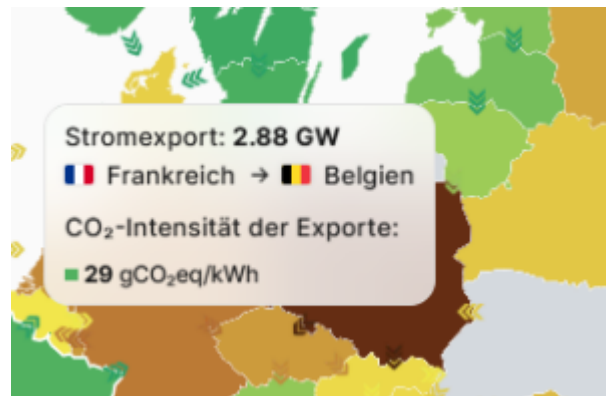 Stromexport: 2.88 GW
Frankreich → Belgien
CO₂-Intensität der Exporte:
29 gCO₂eq/kWh